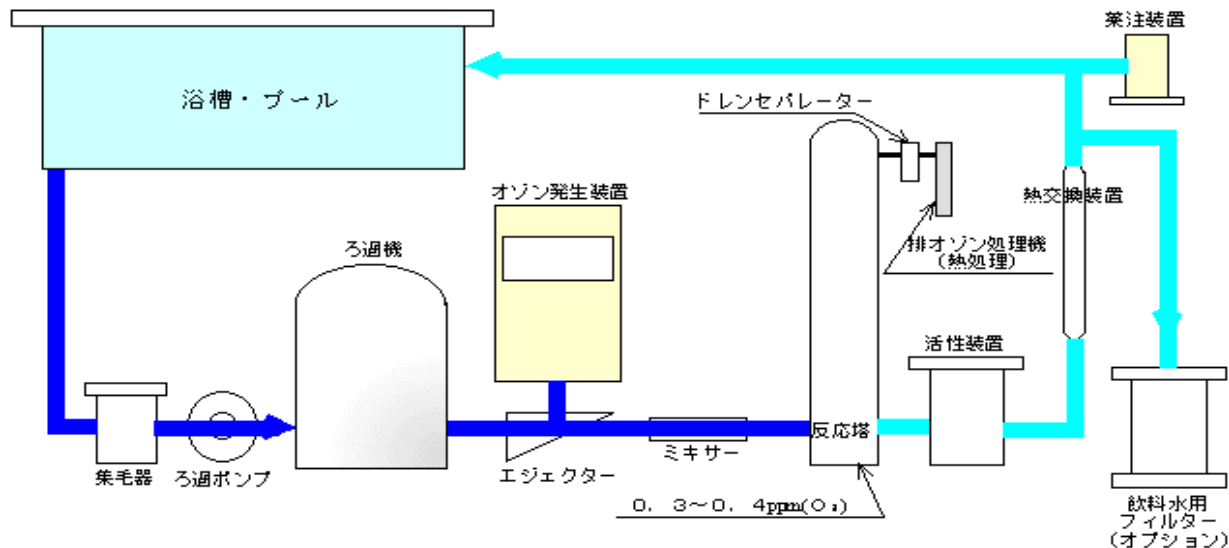 薬注装置
浴槽・プール
ドレンセパレーター
オゾン発生装置
熱交換装置
ろ過機
排オゾン処理機
(熱処理)
活性装置
反応塔
集毛器
ろ過ポンプ
エジェクター
ミキサー
0. 3~0. 4ppm(O₃)
飲料水用
フィルター
(オプション)